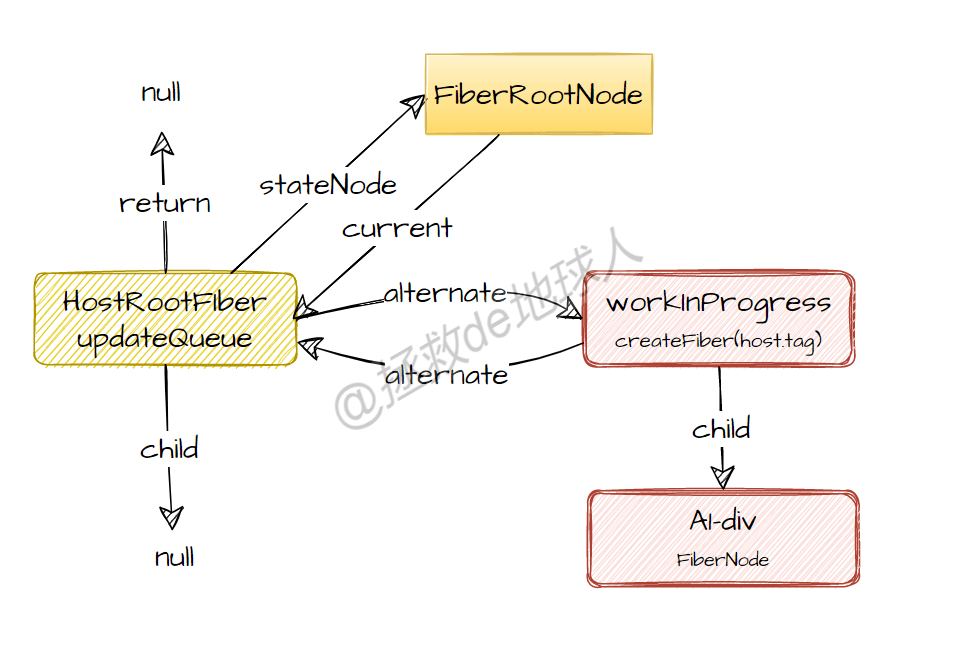 null
FiberRootNode
stateNode
return
current
HostRootFiber
updateQueue
alternate
workInProgress
createFiber(host.tag)
alternate
child
child
null
A1-div
FiberNode
@拯救de地球人